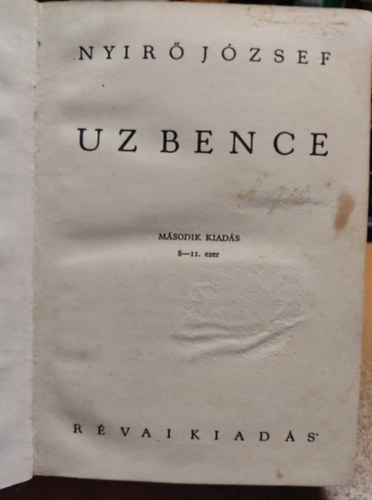 NYIRŐ JÓZSEF
UZ BENCE
MÁSODIK KIADÁS
8—11. ezer
RÉVAI KIADÁS